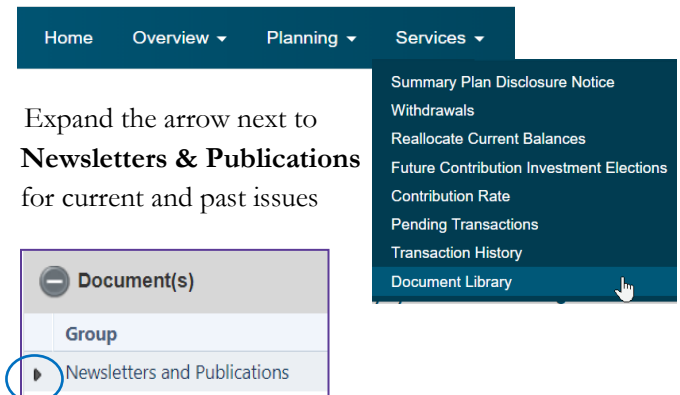 Home Overview Planning Services
Summary Plan Disclosure Notice
Withdrawals
Reallocate Current Balances
Future Contribution Investment Elections
Contribution Rate
Pending Transactions
Transaction History
Document Library
Expand the arrow next to
Newsletters & Publications
for current and past issues
Document(s)
Group
Newsletters and Publications